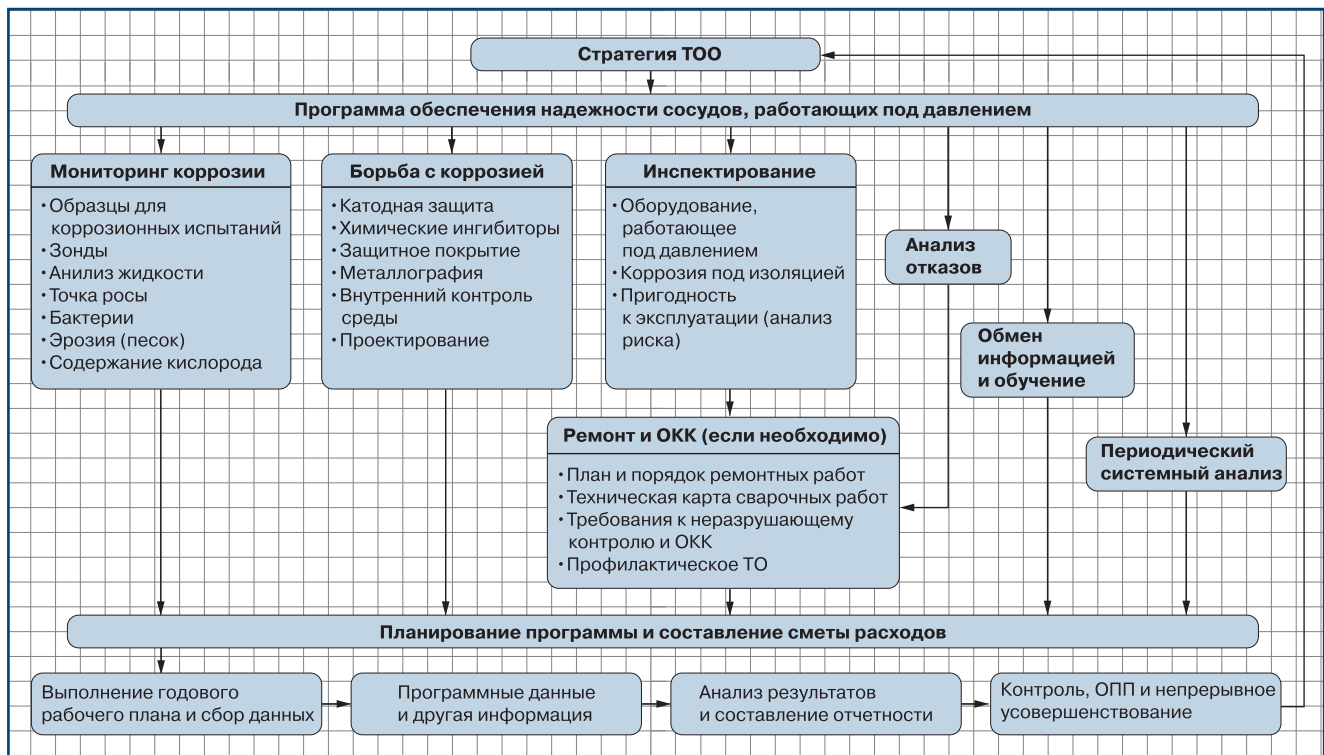 Стратегия ТОО
Программа обеспечения надежности сосудов, работающих под давлением
Мониторинг коррозии
• Образцы для
коррозионных испытаний
• Зонды
• Анилиз жидкости
• Точка росы
• Бактерии
• Эрозия (песок)
• Содержание кислорода
Борьба с коррозией
• Катодная защита
• Химические ингибиторы
• Защитное покрытие
• Металлография
• Внутренний контроль
среды
• Проектирование
Инспектирование
• Оборудование,
работающее
под давлением
• Коррозия под изоляцией
• Пригодность
к эксплуатации (анализ
риска)
Анализ
отказов
Обмен
информацией
и обучение
Ремонт и ОКК (если необходимо)
• План и порядок ремонтных работ
• Техническая карта сварочных работ
• Требования к неразрушающему
контролю и ОКК
• Профилактическое ТО
Периодический
системный анализ
Планирование программы и составление сметы расходов
Выполнение годового
рабочего плана и сбор данных
Программные данные
и другая информация
Анализ результатов
и составление отчетности
Контроль, ОПП и непрерывное
усовершенствование